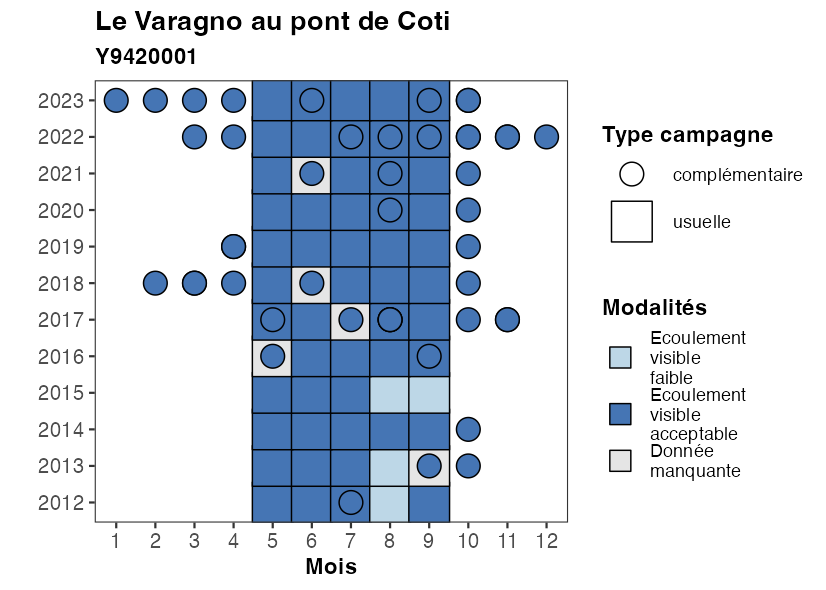 Le Varagno au pont de Coti
Y9420001
2023
2022
2021
2020
2019
2018
2017
2016
2015
2014
2013
2012
1 2 3 4 5 6 7 8 9 10 11 12
Mois
Type campagne
complémentaire
usuelle
Modalités
Ecoulement
visible
faible
Ecoulement
visible
acceptable
Donnée
manquante